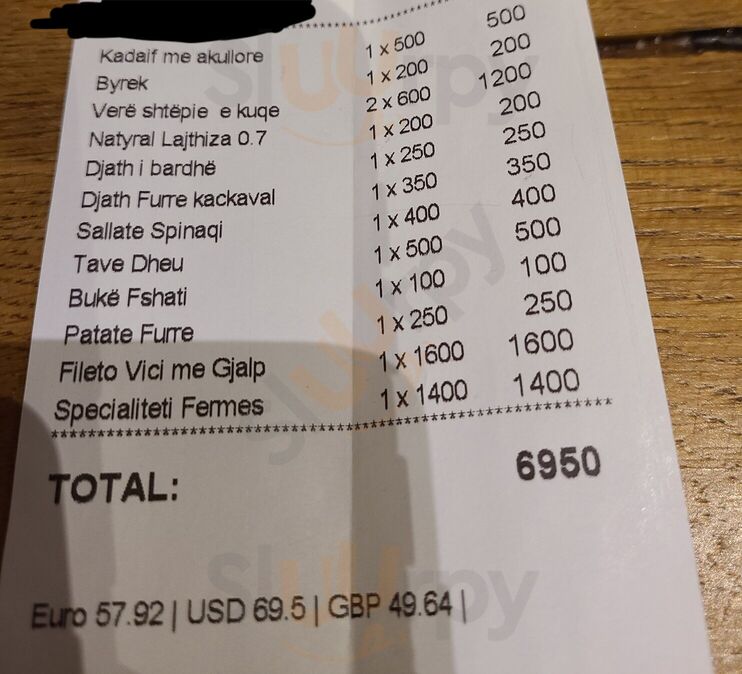 Kadaif me akullore 1 x 500 500
Byrek 1 x 200 200
Verë shtëpie e kuqe 2 x 600 1200
Natyral Lajthiza 0.7 1 x 200 200
Djath i bardhë 1 x 250 250
Djath Furre kackaval 1 x 350 350
Sallate Spinaqi 1 x 400 400
Tave Dheu 1 x 500 500
Bukë Fshati 1 x 100 100
Patate Furre 1 x 250 250
Fileto Vici me Gjalp 1 x 1600 1600
Specialiteti Fermes 1 x 1400 1400
TOTAL: 6950
Euro 57.92 | USD 69.5 | GBP 49.64 |
Sluurpy
Sluurpy
Sluurpy